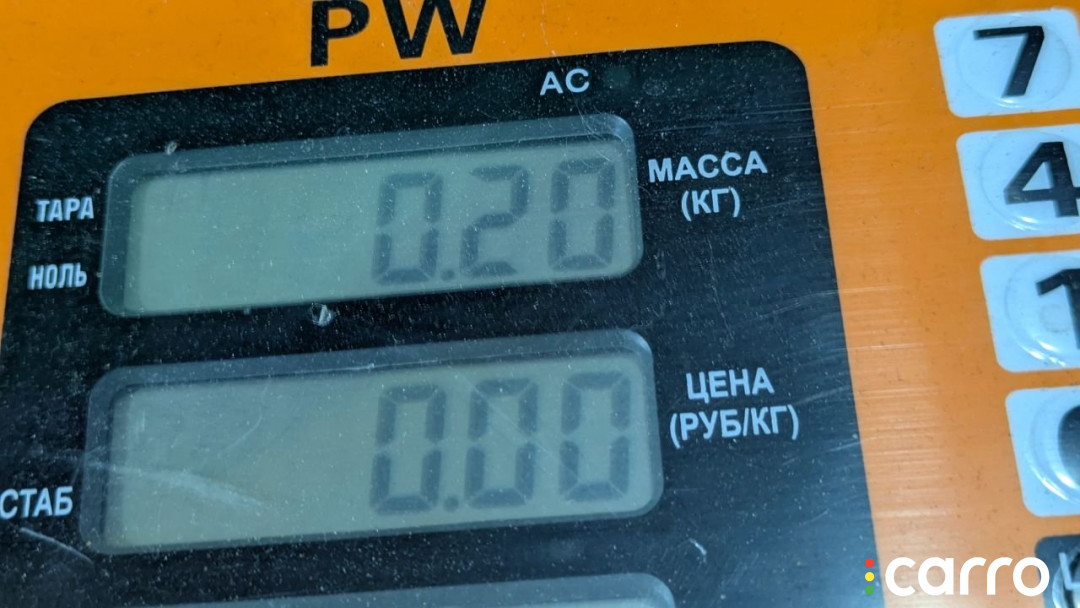 PW
AC
7
ТАРА
НОЛЬ
0.20
МАССА
(КГ)
4
1
СТАБ
0.00
ЦЕНА
(РУБ/КГ)
carro